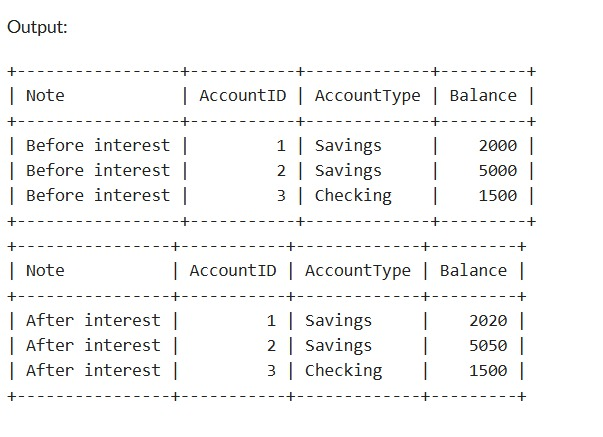 Output:
+-----------------+-----------+-------------+---------+
| Note            | AccountID | AccountType | Balance |
+-----------------+-----------+-------------+---------+
| Before interest |         1 | Savings     |    2000 |
| Before interest |         2 | Savings     |    5000 |
| Before interest |         3 | Checking    |    1500 |
+-----------------+-----------+-------------+---------+
+----------------+-----------+-------------+---------+
| Note           | AccountID | AccountType | Balance |
+----------------+-----------+-------------+---------+
| After interest |         1 | Savings     |    2020 |
| After interest |         2 | Savings     |    5050 |
| After interest |         3 | Checking    |    1500 |
+----------------+-----------+-------------+---------+